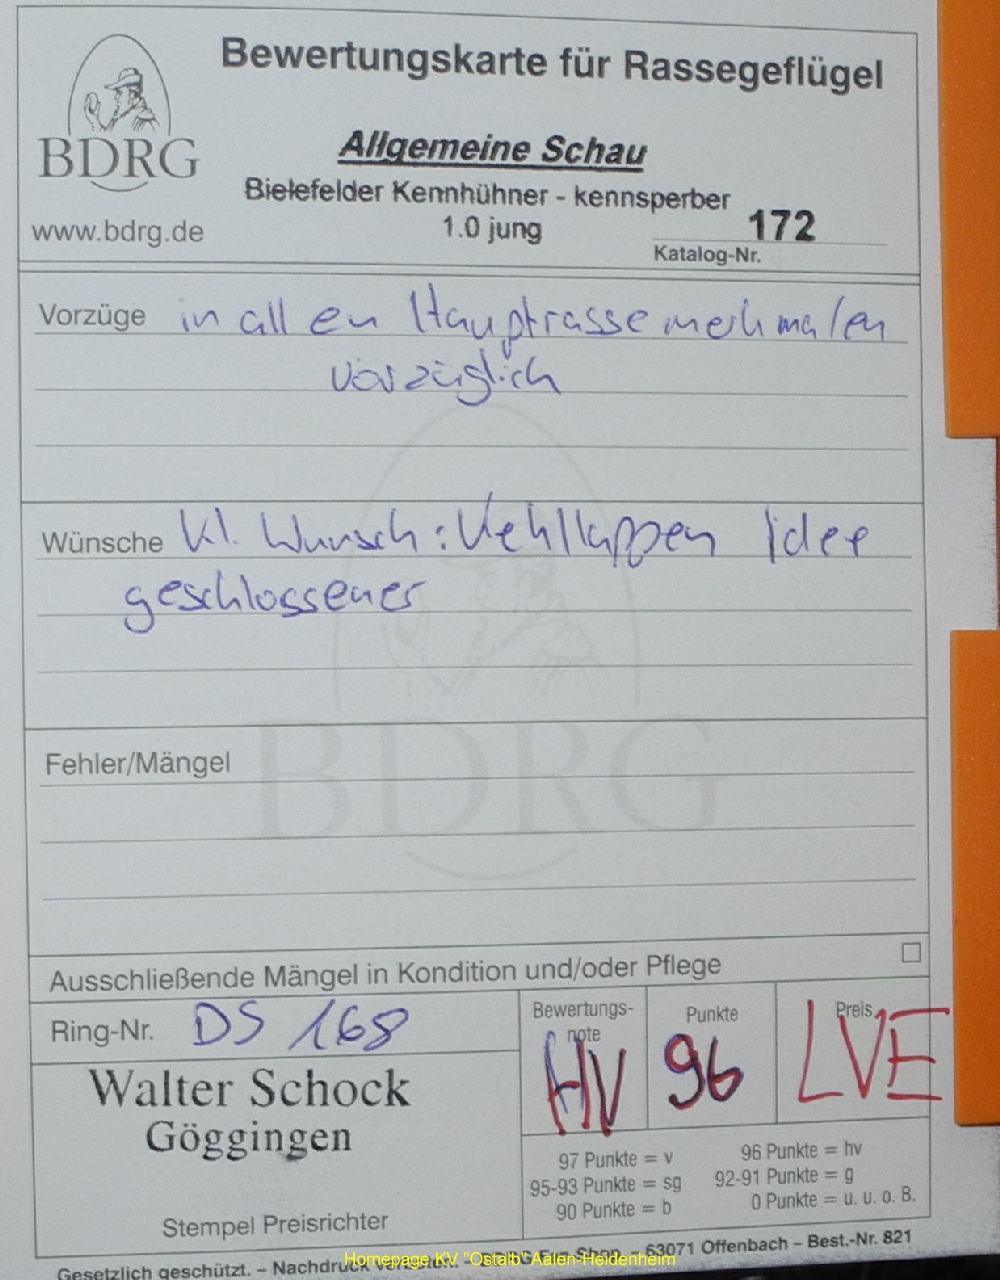 Bewertungskarte für Rassegeflügel
BDRG
www.bdrg.de
Allgemeine Schau
Bielefelder Kennhühner - kennsperber
1.0 jung
172
Katalog-Nr.
Vorzüge in allen Hauptrassemerkmalen
vorzüglich
Wünsche Kl. Wunsch: Kehllappen Idee
geschlossener
Fehler/Mängel
BDRG
Ausschließende Mängel in Kondition und/oder Pflege
Ring-Nr. DS 168
Walter Schock
Göggingen
Stempel Preisrichter
Bewertungs-
note
HV
Punkte
96
Preis
LVE
97 Punkte = v
95-93 Punkte = sg
90 Punkte = b
96 Punkte = hv
92-91 Punkte = g
0 Punkte = u. u. o. B.
Gesetzlich geschützt. – Nachdruck 63071 Offenbach – Best.-Nr. 821
Homepage KV "Ostalb" Aalen-Heidenheim